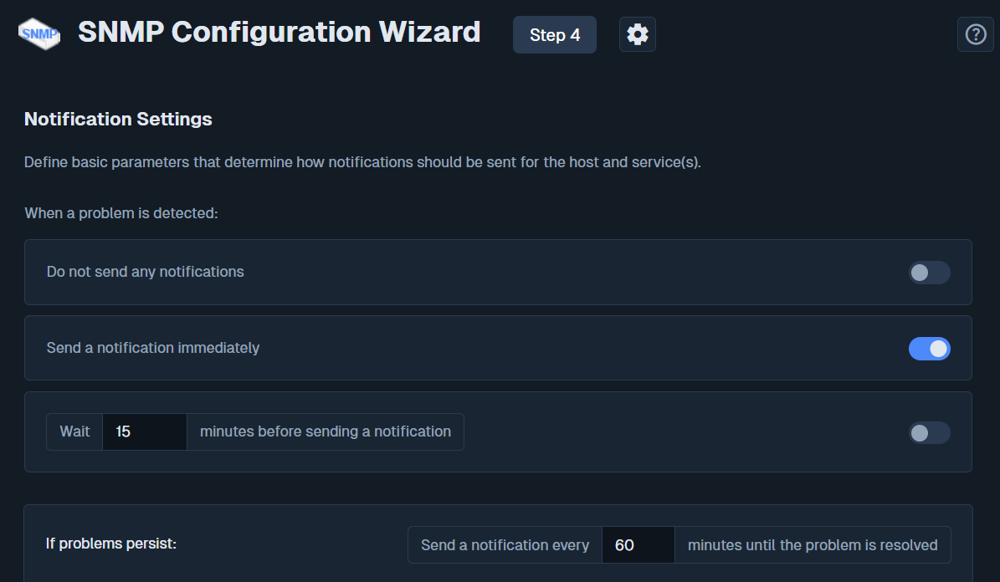 SNMP
SNMP Configuration Wizard
Step 4
Notification Settings
Define basic parameters that determine how notifications should be sent for the host and service(s).
When a problem is detected:
Do not send any notifications
Send a notification immediately
Wait 15 minutes before sending a notification
If problems persist: Send a notification every 60 minutes until the problem is resolved